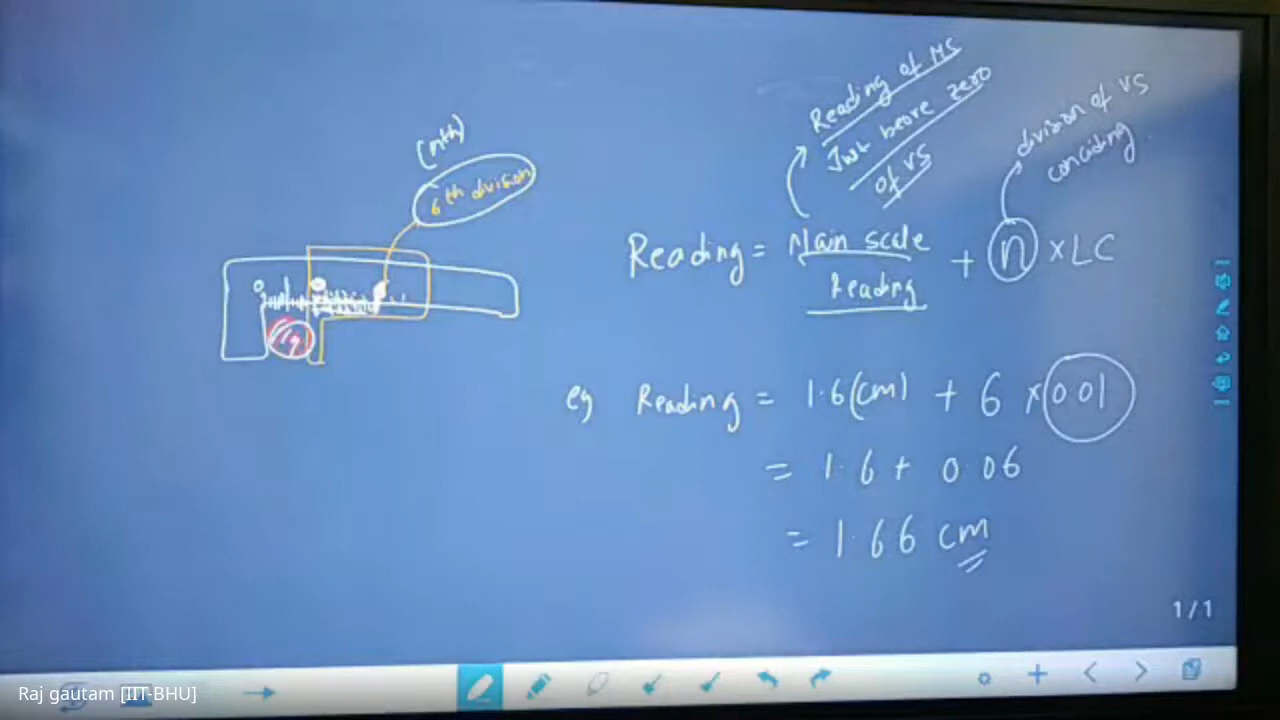 (nth)
6th division
Reading of MS
Just beore zero
of VS
division of VS
conciding.
Reading = Main scale + n × LC
Reading
eg Reading = 1.6(cm) + 6 × 0.01
= 1.6 + 0.06
= 1.66 cm
1/1
Raj gautam [IIT-BHU]